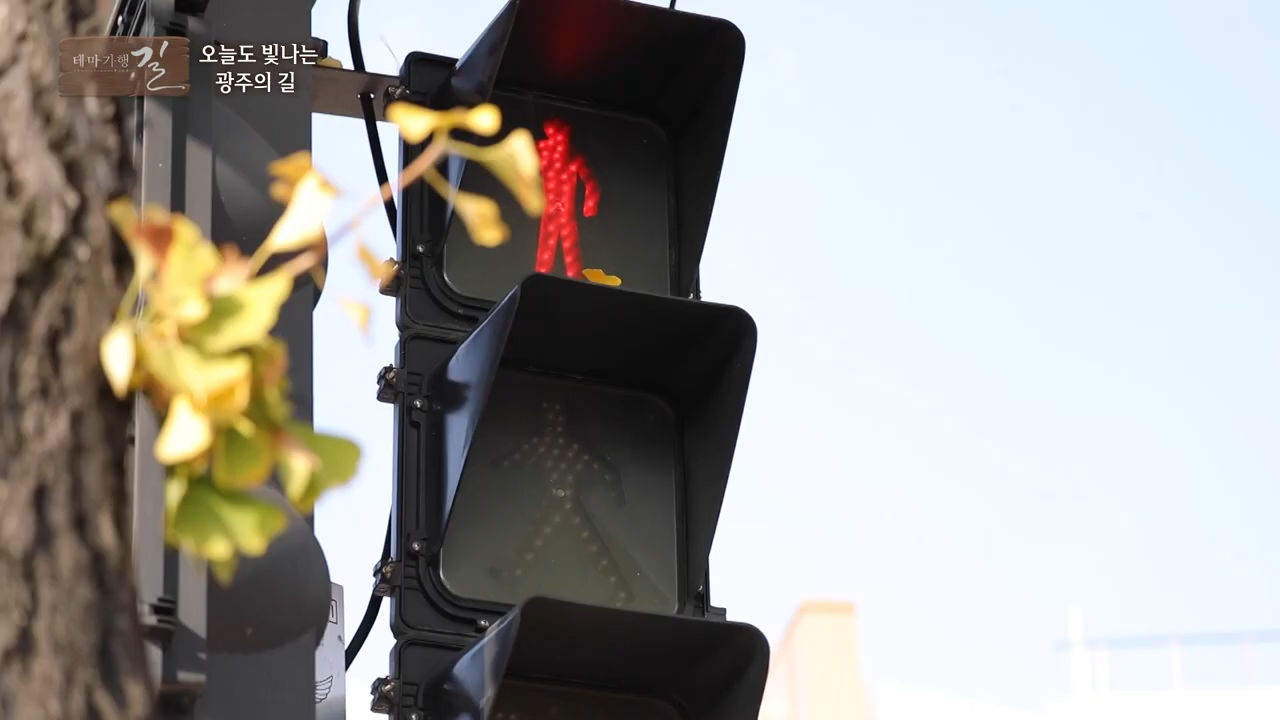 테마기행 길
오늘도 빛나는
광주의 길